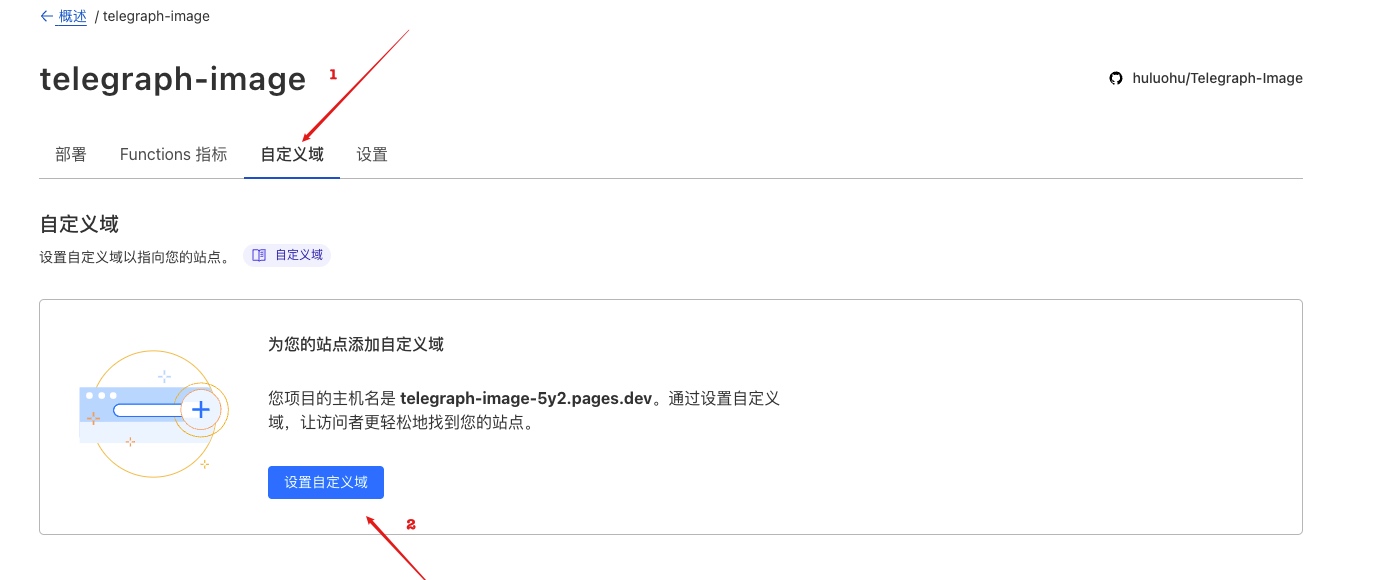 ← 概述 / telegraph-image
telegraph-image
1
huluohu/Telegraph-Image
部署 Functions 指标 自定义域 设置
自定义域
设置自定义域以指向您的站点。 自定义域
为您的站点添加自定义域
您项目的主机名是 telegraph-image-5y2.pages.dev。通过设置自定义
域，让访问者更轻松地找到您的站点。
设置自定义域
2